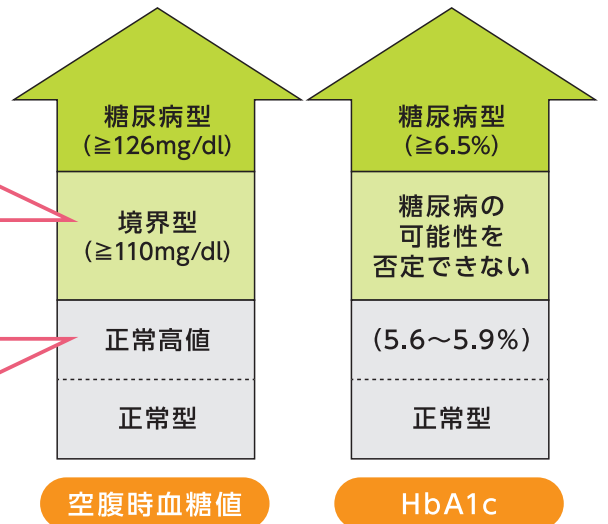 糖尿病型
(≧126mg/dl)
境界型
(≧110mg/dl)
正常高値
正常型
空腹時血糖値
糖尿病型
(≧6.5%)
糖尿病の
可能性を
否定できない
(5.6〜5.9%)
正常型
HbA1c